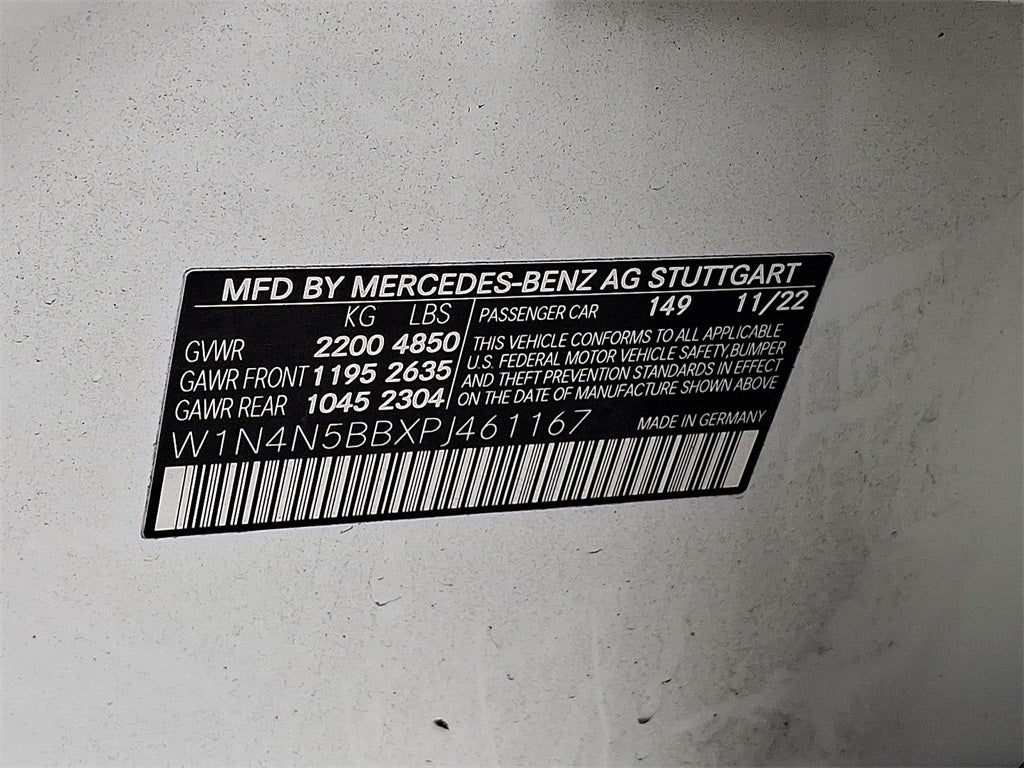 MFD BY MERCEDES-BENZ AG STUTTGART
KG LBS
GVWR 2200 4850
GAWR FRONT 1195 2635
GAWR REAR 1045 2304
PASSENGER CAR 149 11/22
THIS VEHICLE CONFORMS TO ALL APPLICABLE
U.S. FEDERAL MOTOR VEHICLE SAFETY, BUMPER
AND THEFT PREVENTION STANDARDS IN EFFECT
ON THE DATE OF MANUFACTURE SHOWN ABOVE
W1N4N5BBXPJ461167
MADE IN GERMANY